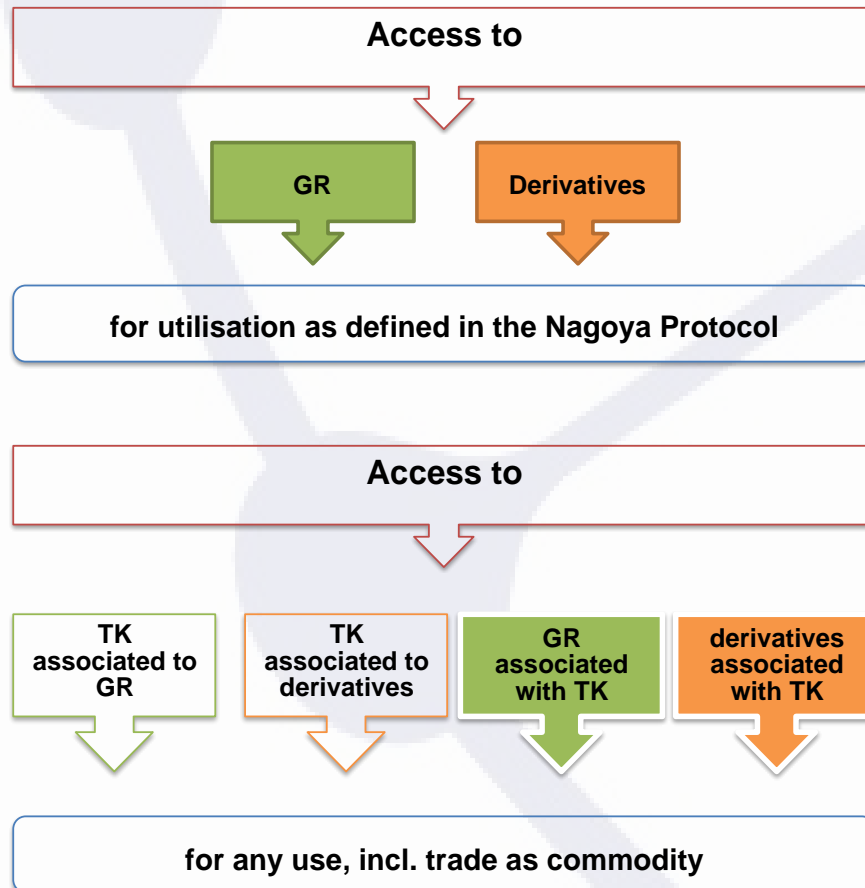 Access to
GR
Derivatives
for utilisation as defined in the Nagoya Protocol
Access to
TK
associated to
GR
TK
associated to
derivatives
GR
associated
with TK
derivatives
associated
with TK
for any use, incl. trade as commodity